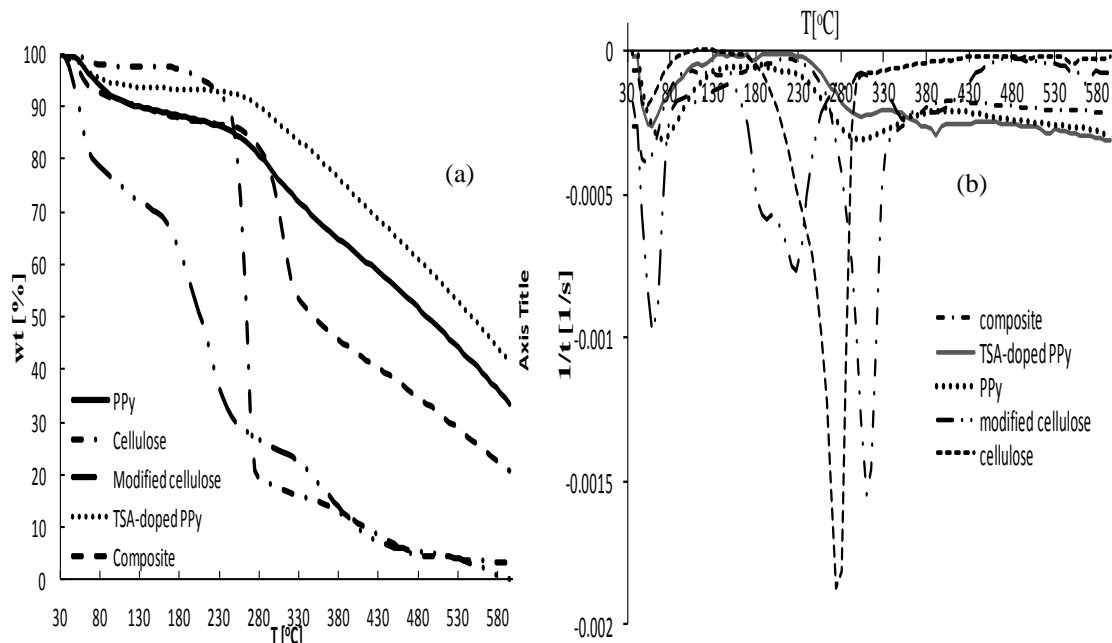 100
90
80
70
60
50
40
30
20
10
0
wt [%]
(a)
PPy
Cellulose
Modified cellulose
TSA-doped PPy
Composite
30 80 130 180 230 280 330 380 430 480 530 580
T[ºC]
Axis Title
T[ºC]
0
-0.0005
-0.001
-0.0015
-0.002
30 80 130 180 230 280 330 380 430 480 530 580
1/t [1/s]
(b)
composite
TSA-doped PPy
PPy
modified cellulose
cellulose